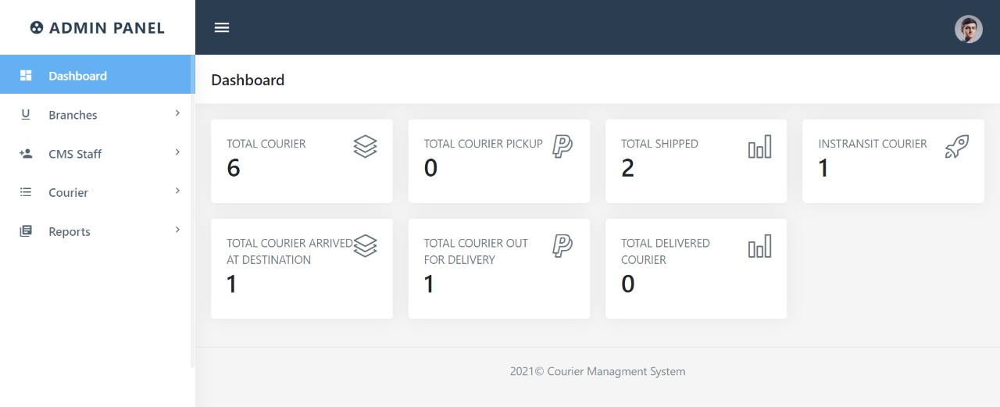 ADMIN PANEL
Dashboard
Branches
CMS Staff
Courier
Reports
Dashboard
TOTAL COURIER
6
TOTAL COURIER PICKUP
0
TOTAL SHIPPED
2
INSTRANSIT COURIER
1
TOTAL COURIER ARRIVED
AT DESTINATION
1
TOTAL COURIER OUT
FOR DELIVERY
1
TOTAL DELIVERED
COURIER
0
2021© Courier Managment System